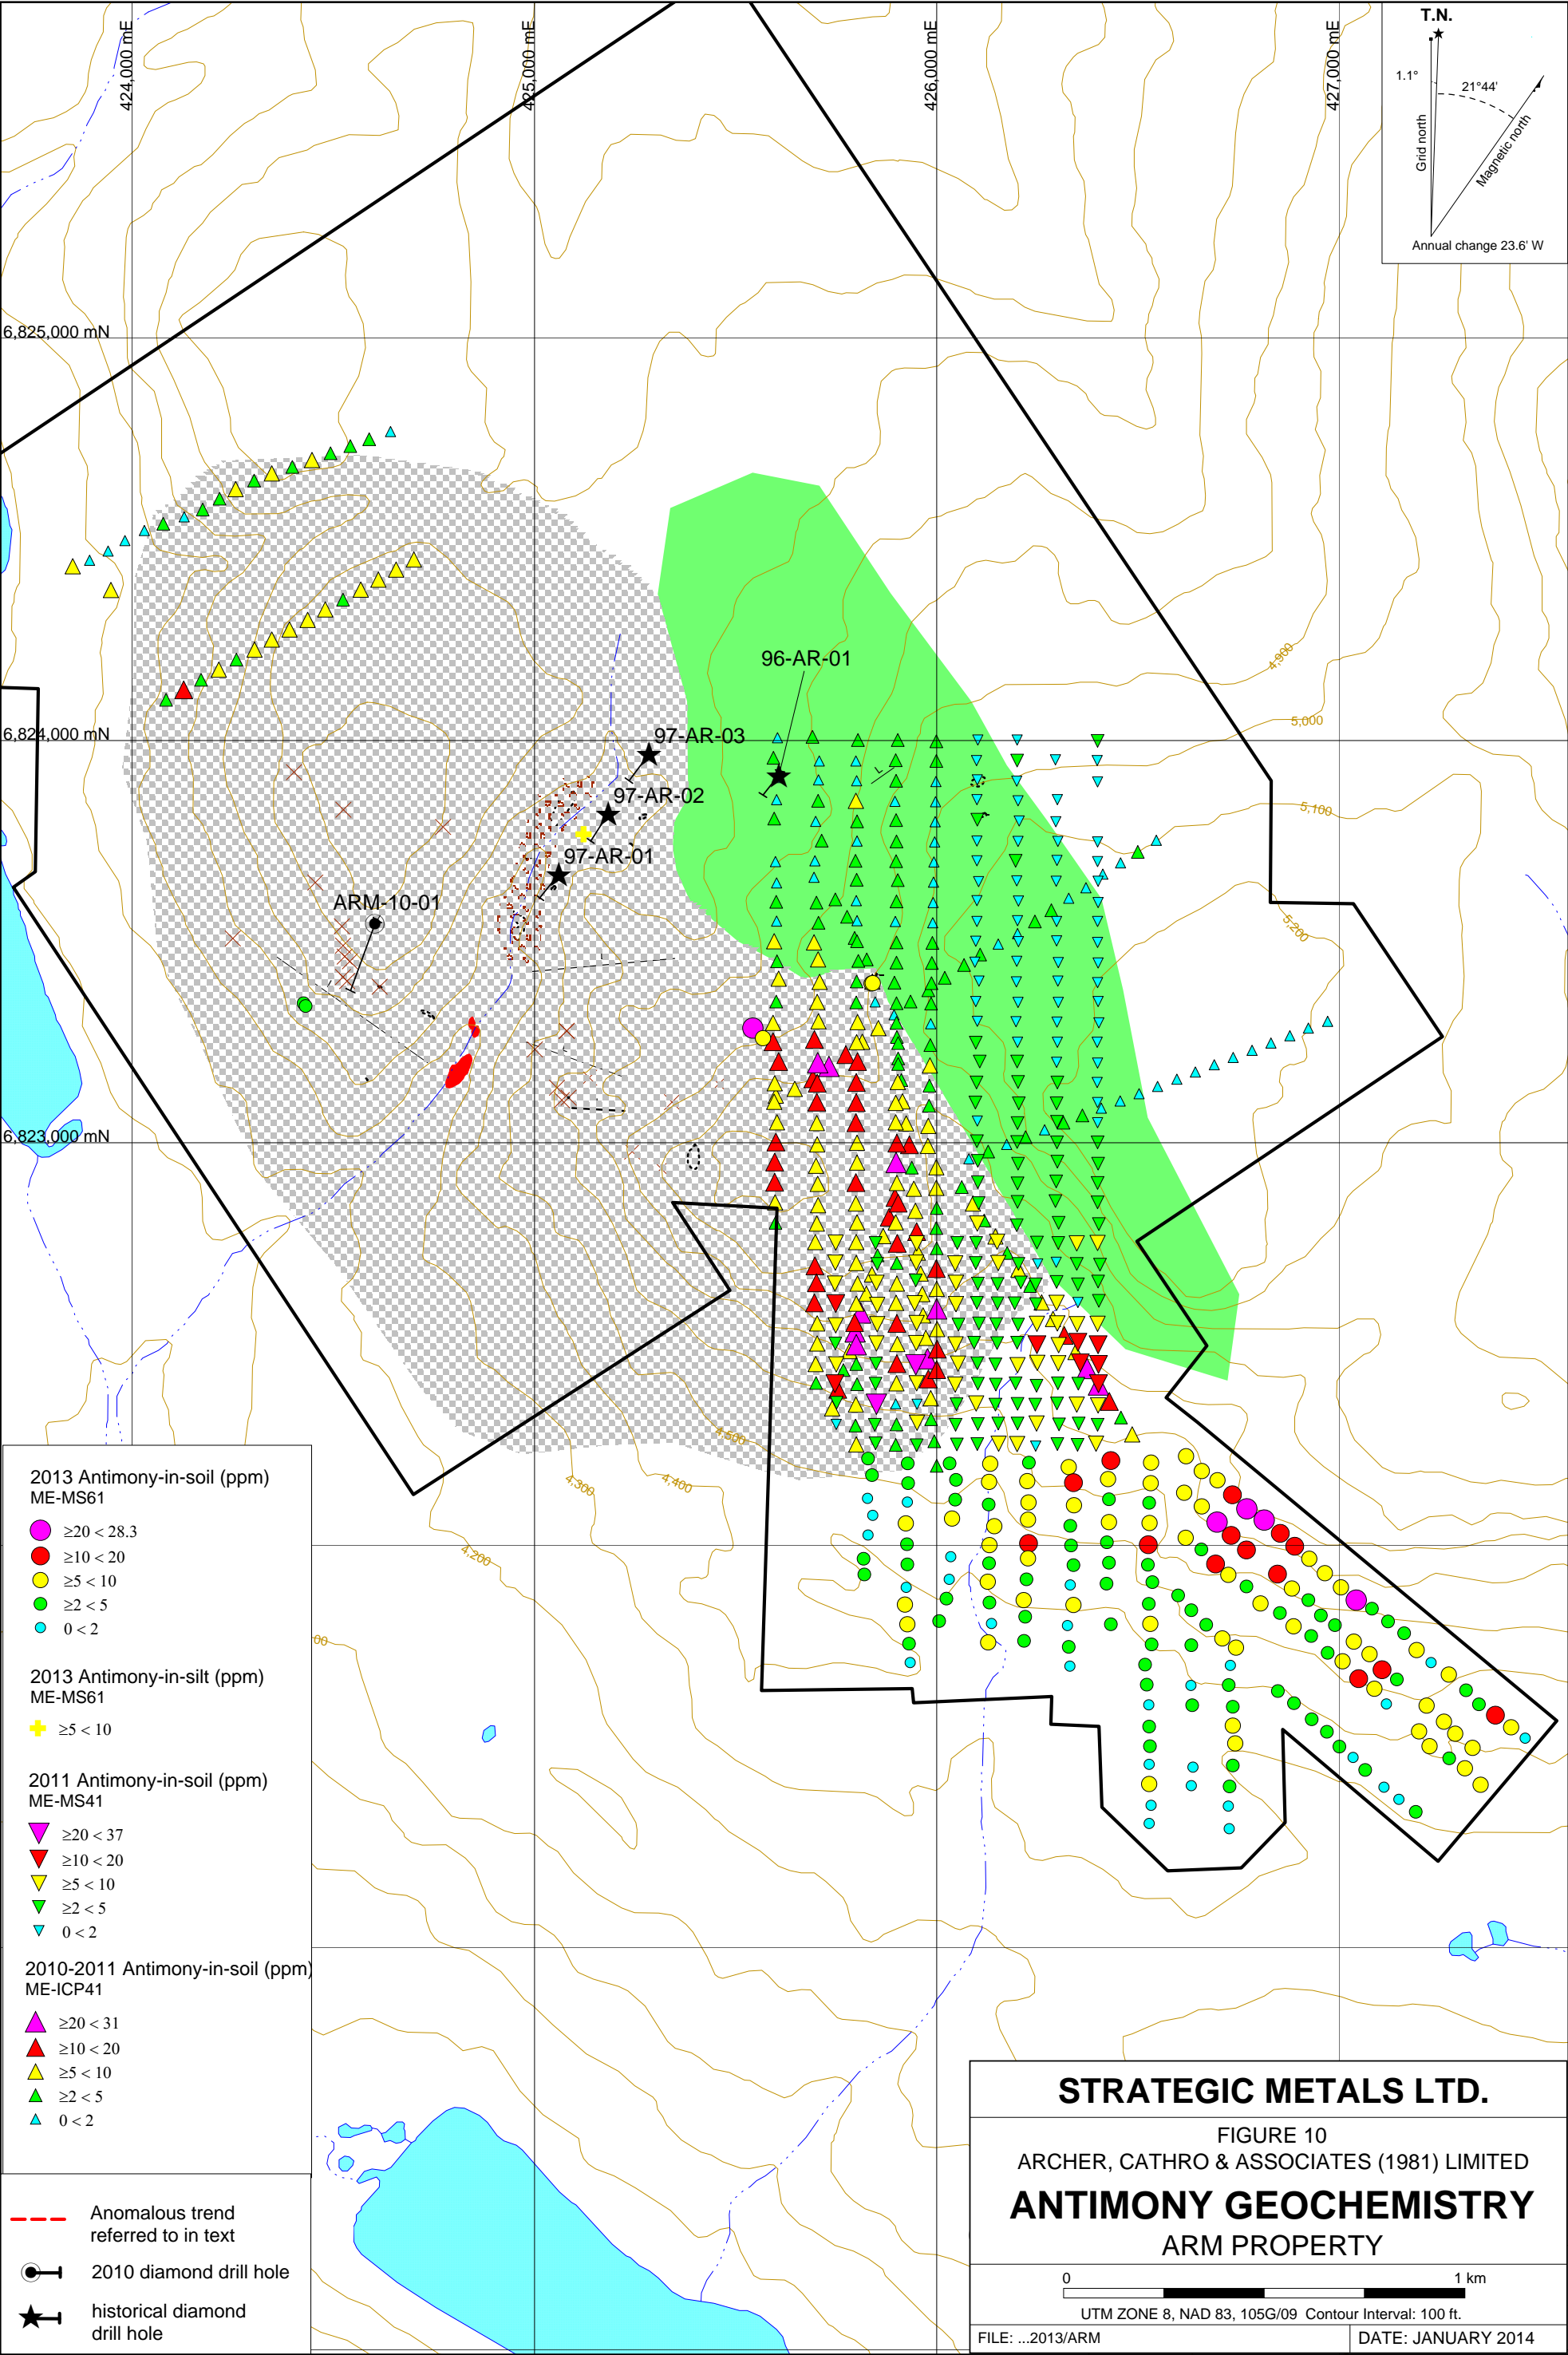 424,000 mE
425,000 mE
426,000 mE
427,000 mE
T.N.
1.1°
21°44'
Grid north
Magnetic north
Annual change 23.6' W
6,825,000 mN
4,900
96-AR-01
5,000
6,824,000 mN
97-AR-03
97-AR-02
5,100
97-AR-01
ARM-10-01
5,200
6,823,000 mN
4,500
4,400
4,300
4,200
00
2013 Antimony-in-soil (ppm)
ME-MS61
≥20 < 28.3
≥10 < 20
≥5 < 10
≥2 < 5
0 < 2
2013 Antimony-in-silt (ppm)
ME-MS61
≥5 < 10
2011 Antimony-in-soil (ppm)
ME-MS41
≥20 < 37
≥10 < 20
≥5 < 10
≥2 < 5
0 < 2
2010-2011 Antimony-in-soil (ppm)
ME-ICP41
≥20 < 31
≥10 < 20
≥5 < 10
≥2 < 5
0 < 2
Anomalous trend
referred to in text
2010 diamond drill hole
historical diamond
drill hole
STRATEGIC METALS LTD.
FIGURE 10
ARCHER, CATHRO & ASSOCIATES (1981) LIMITED
ANTIMONY GEOCHEMISTRY
ARM PROPERTY
0 1 km
UTM ZONE 8, NAD 83, 105G/09 Contour Interval: 100 ft.
FILE: ...2013/ARM
DATE: JANUARY 2014